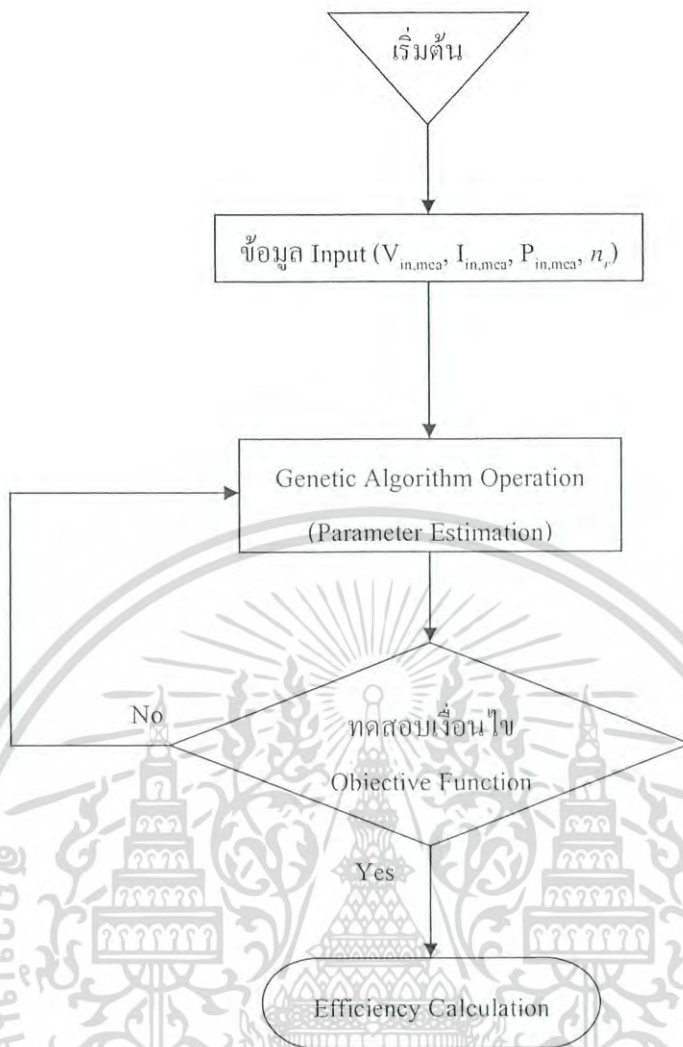 เริ่มต้น
ข้อมูล Input (V_in,mea, I_in,mea, P_in,mea, n_r)
Genetic Algorithm Operation
(Parameter Estimation)
No
ทดสอบเงื่อนไข
Objective Function
Yes
Efficiency Calculation